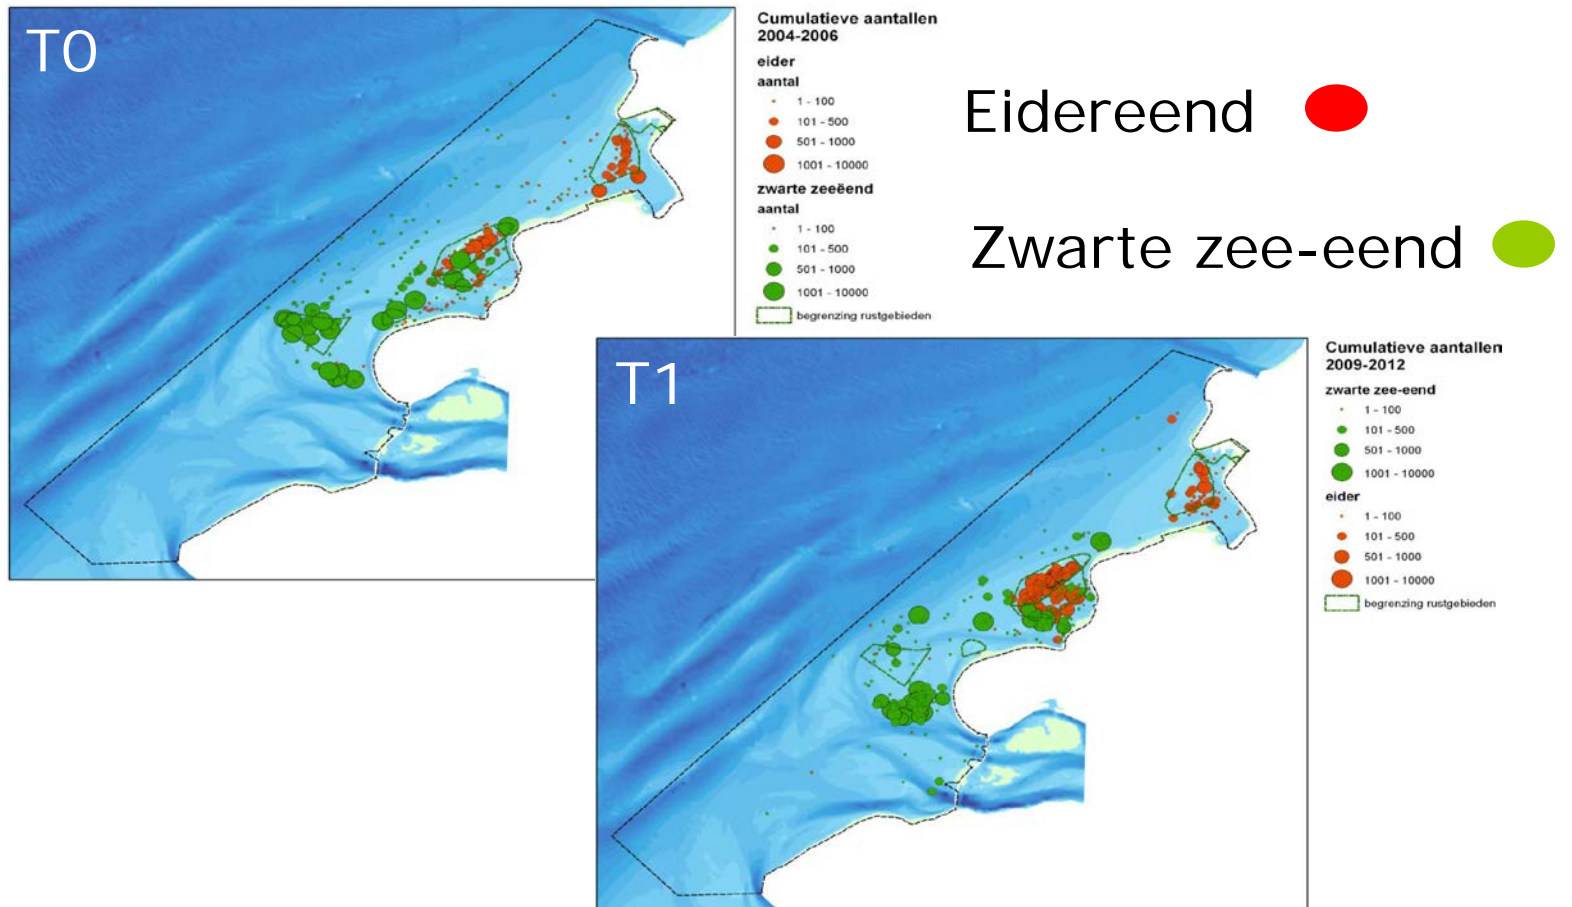 T0
Cumulatieve aantallen
2004-2006
eider
aantal
1 - 100
101 - 500
501 - 1000
1001 - 10000
zwarte zeeëend
aantal
1 - 100
101 - 500
501 - 1000
1001 - 10000
begrenzing rustgebieden
Eidereend
Zwarte zee-eend
T1
Cumulatieve aantallen
2009-2012
zwarte zee-eend
1 - 100
101 - 500
501 - 1000
1001 - 10000
eider
1 - 100
101 - 500
501 - 1000
1001 - 10000
begrenzing rustgebieden